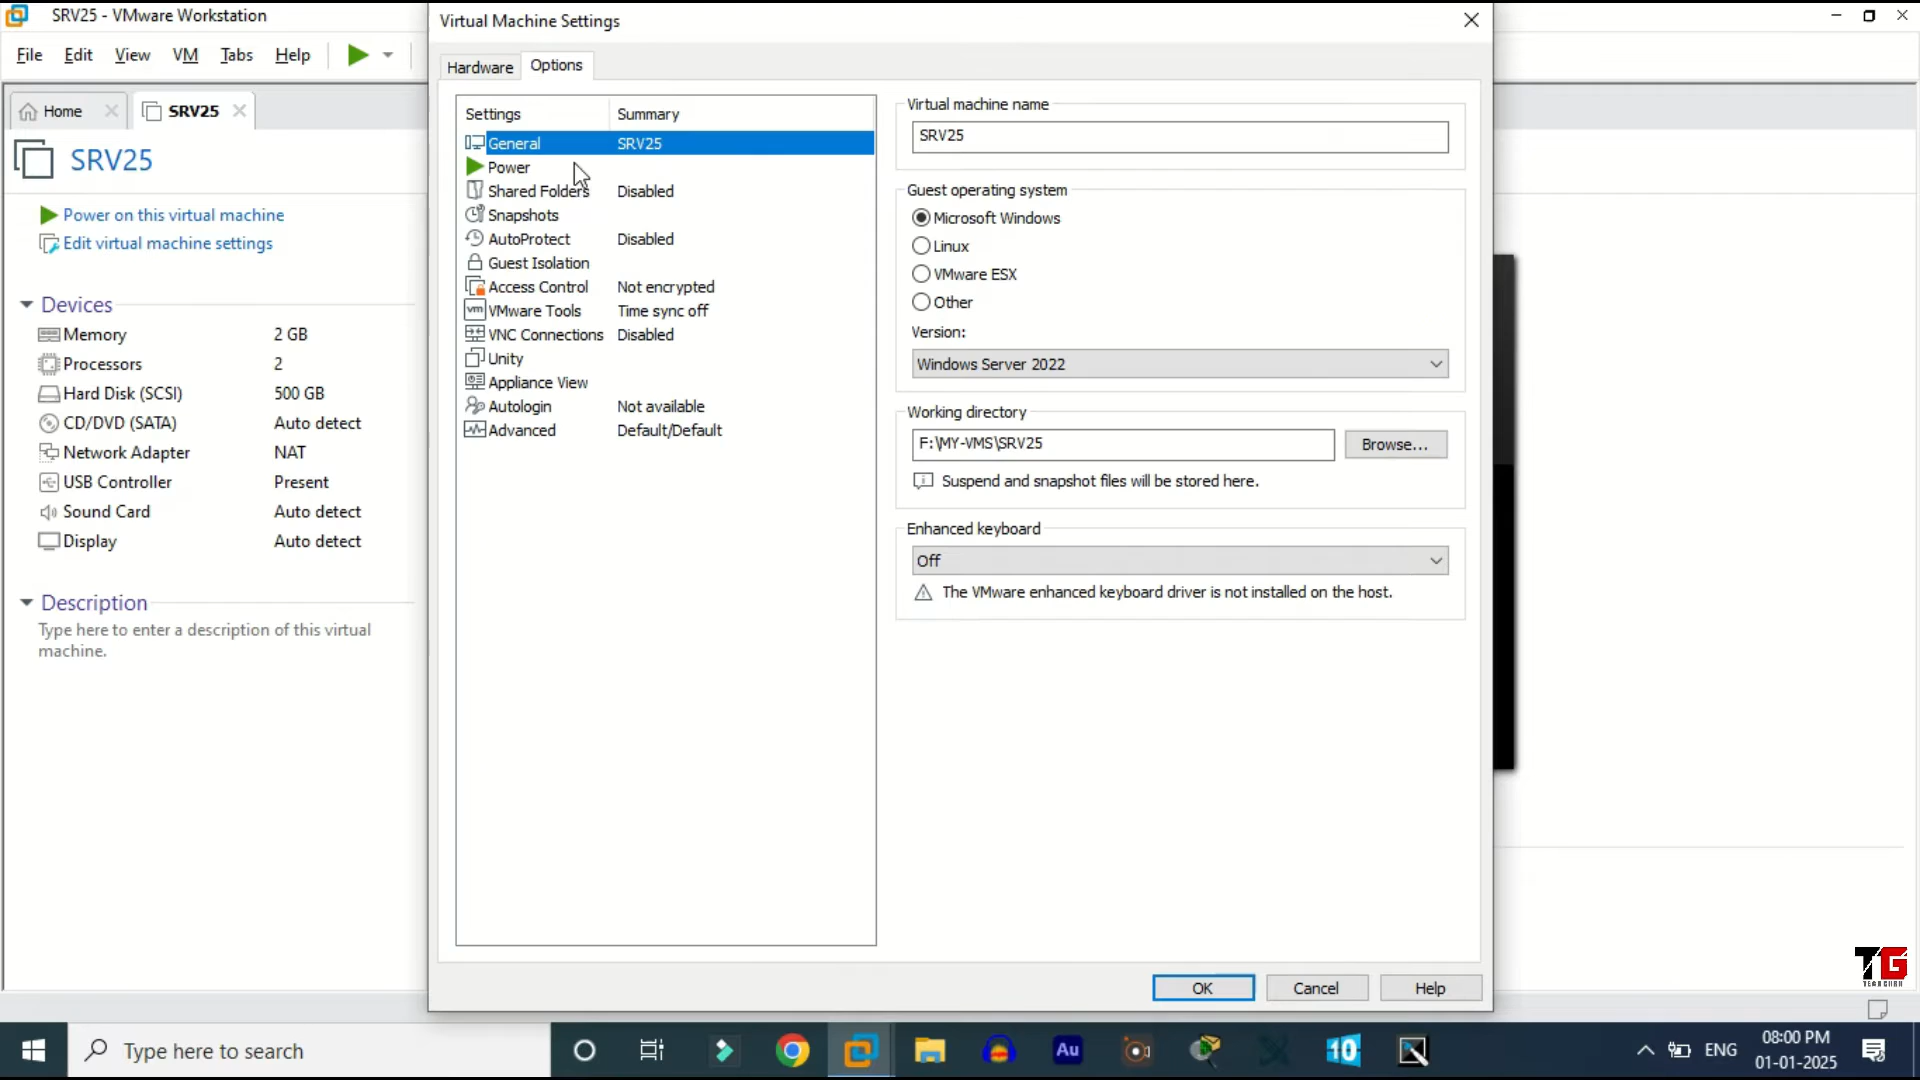 SRV25 - VMware Workstation
File Edit View VM Tabs Help
Home
SRV25
SRV25
Power on this virtual machine
Edit virtual machine settings
Devices
Memory 2 GB
Processors 2
Hard Disk (SCSI) 500 GB
CD/DVD (SATA) Auto detect
Network Adapter NAT
USB Controller Present
Sound Card Auto detect
Display Auto detect
Description
Type here to enter a description of this virtual
machine.
Virtual Machine Settings
Hardware Options
Settings Summary
General SRV25
Power
Shared Folders Disabled
Snapshots
AutoProtect Disabled
Guest Isolation
Access Control Not encrypted
vm VMware Tools Time sync off
VNC Connections Disabled
Unity
Appliance View
Autologin Not available
Advanced Default/Default
Virtual machine name
SRV25
Guest operating system
Microsoft Windows
Linux
VMware ESX
Other
Version:
Windows Server 2022
Working directory
F:\MY-VMS\SRV25
Browse...
Suspend and snapshot files will be stored here.
Enhanced keyboard
Off
The VMware enhanced keyboard driver is not installed on the host.
OK Cancel Help
TG
Type here to search
Au
10
ENG
08:00 PM
01-01-2025